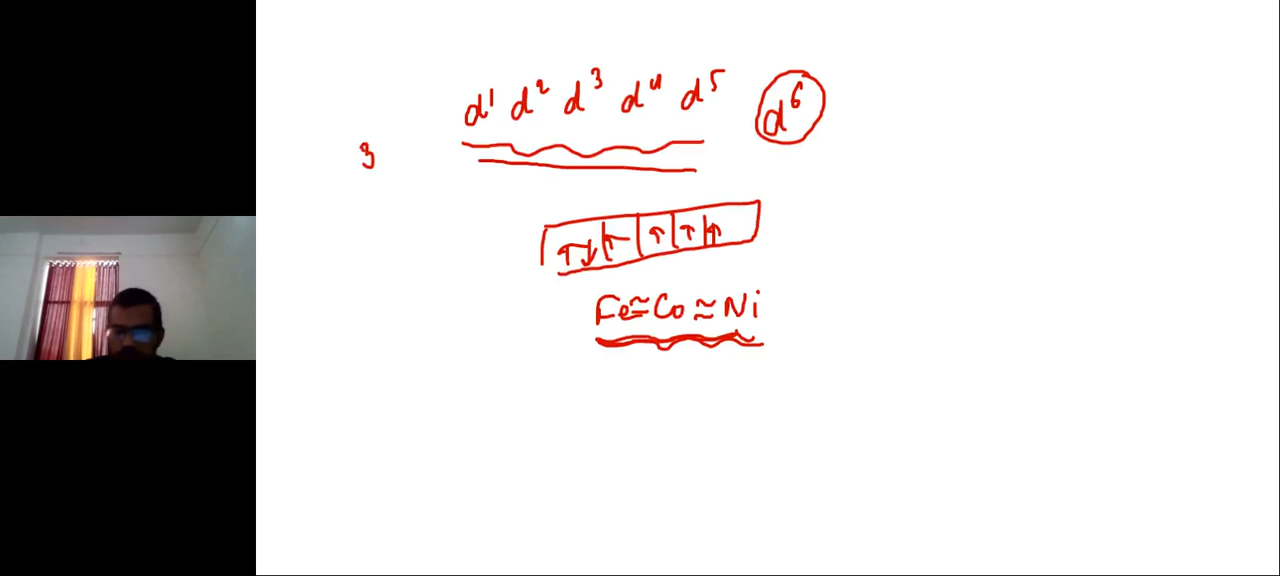 d¹ d² d³ d⁴ d⁵ d⁶
3
↑↓ ↑ ↑ ↑ ↑
Fe ≃ Co ≃ Ni